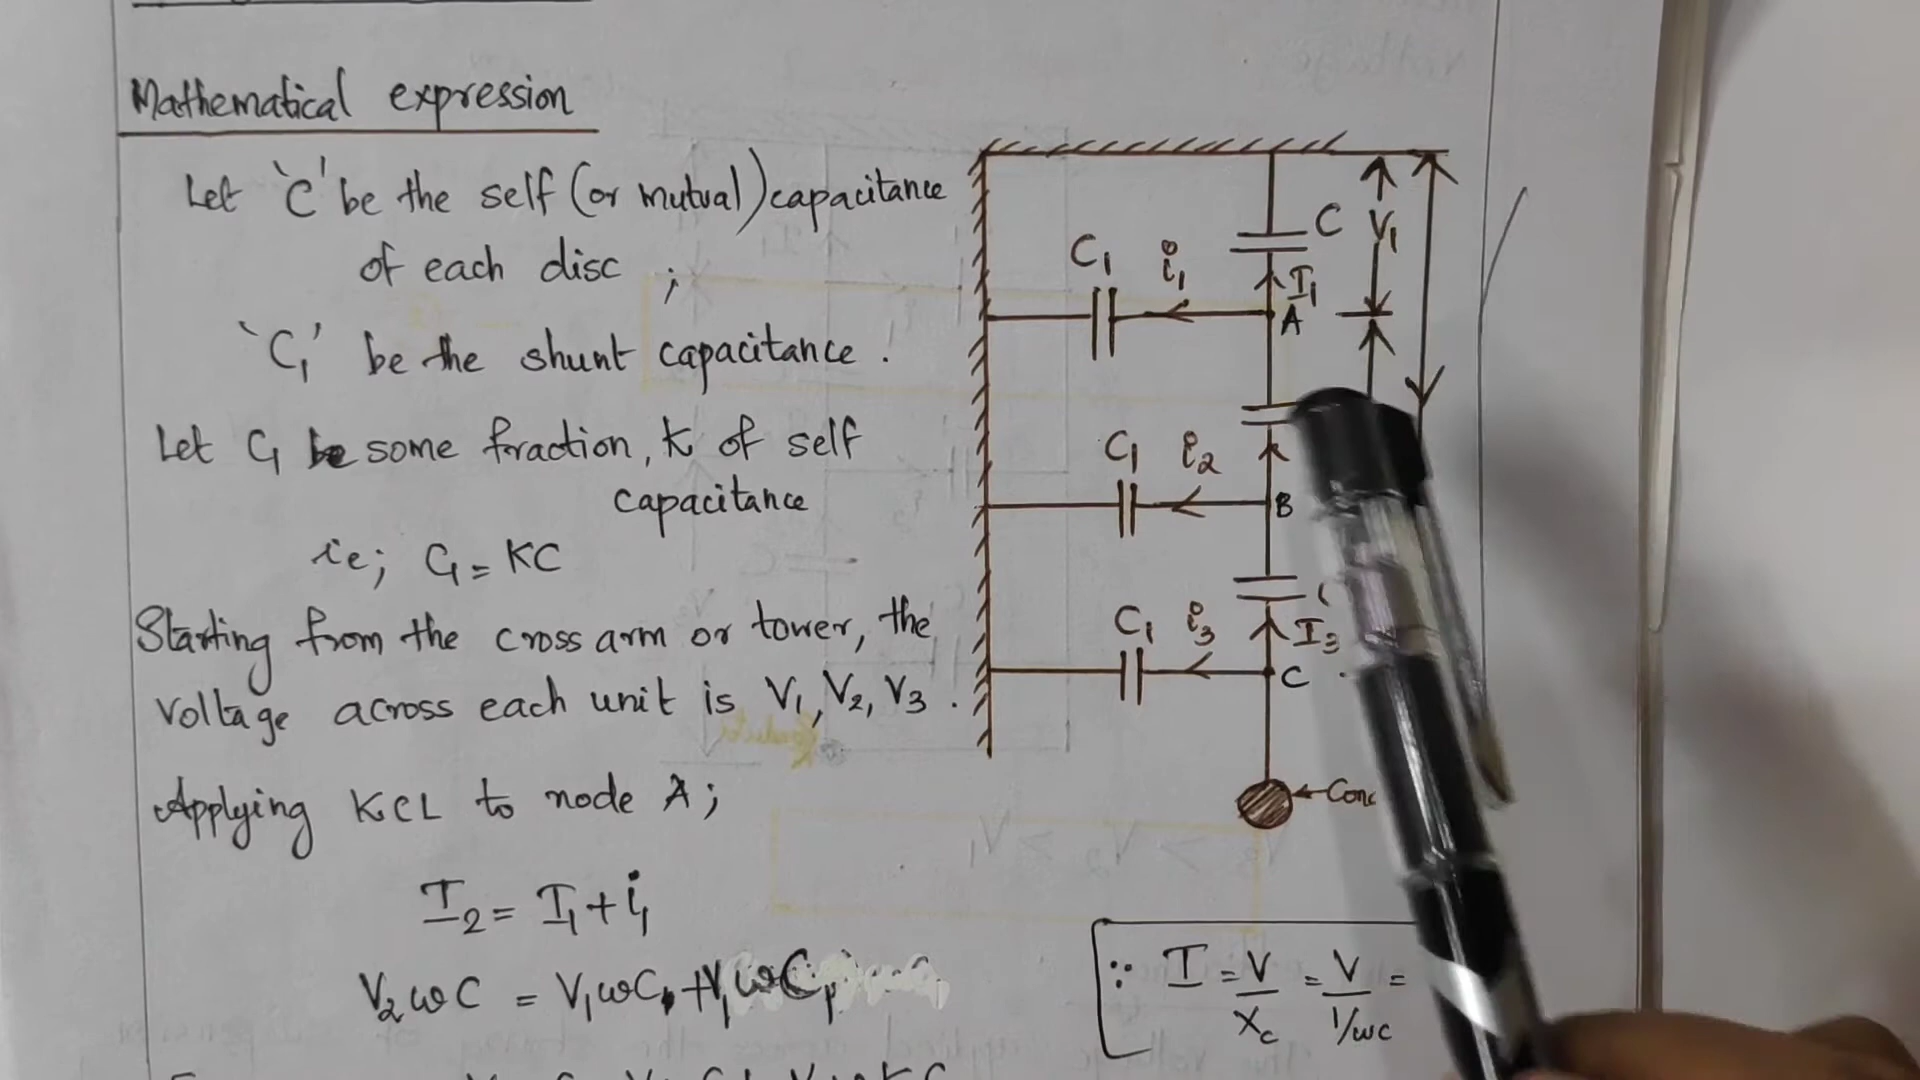 Mathematical expression
Let 'C' be the self (or mutual) capacitance
of each disc ;
'C₁' be the shunt capacitance.
Let C₁ be some fraction, K of self
capacitance
ie; C₁ = KC
Starting from the cross arm or tower, the
voltage across each unit is V₁, V₂, V₃.
Applying KCL to node A;
I₂ = I₁ + i₁
V₂ωC = V₁ωC + V₁ωC₁
C V₁
C₁ i₁ I₁
A
C₁ i₂
B
C₁ i₃ I₃
C
∵ I = V/X_c = V/1/ωc =